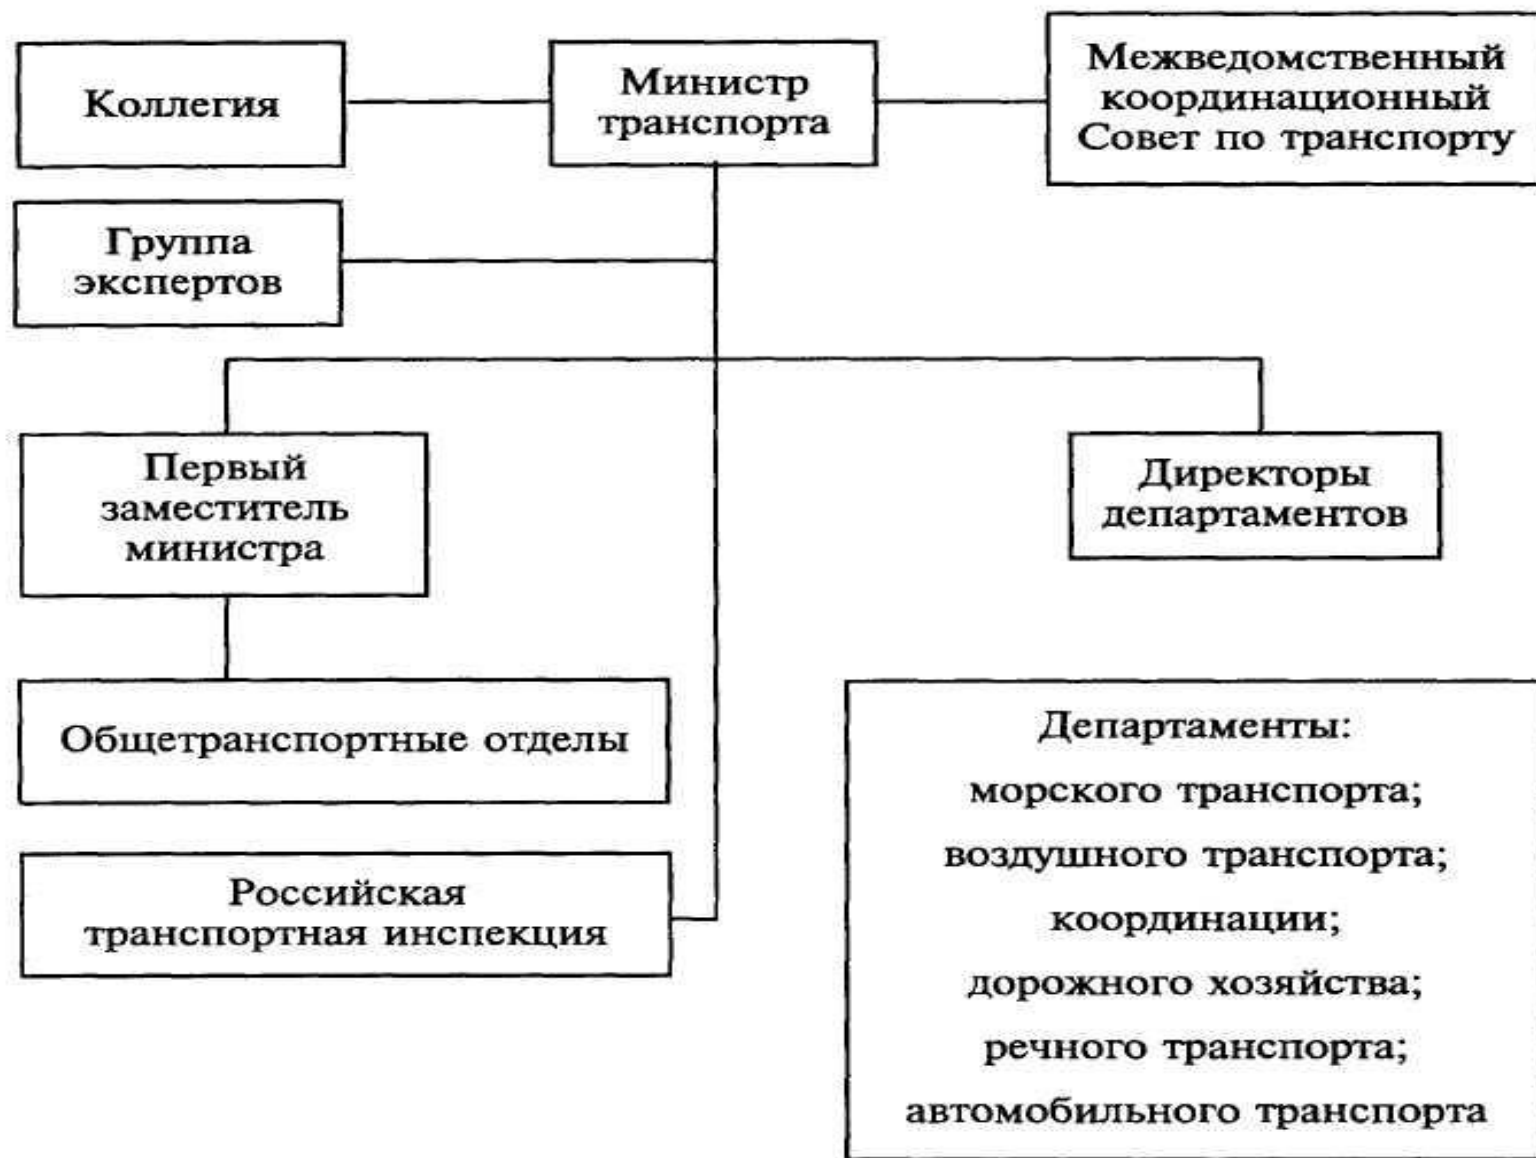 Коллегия
Министр
транспорта
Межведомственный
координационный
Совет по транспорту
Группа
экспертов
Первый
заместитель
министра
Директоры
департаментов
Общетранспортные отделы
Российская
транспортная инспекция
Департаменты:
морского транспорта;
воздушного транспорта;
координации;
дорожного хозяйства;
речного транспорта;
автомобильного транспорта